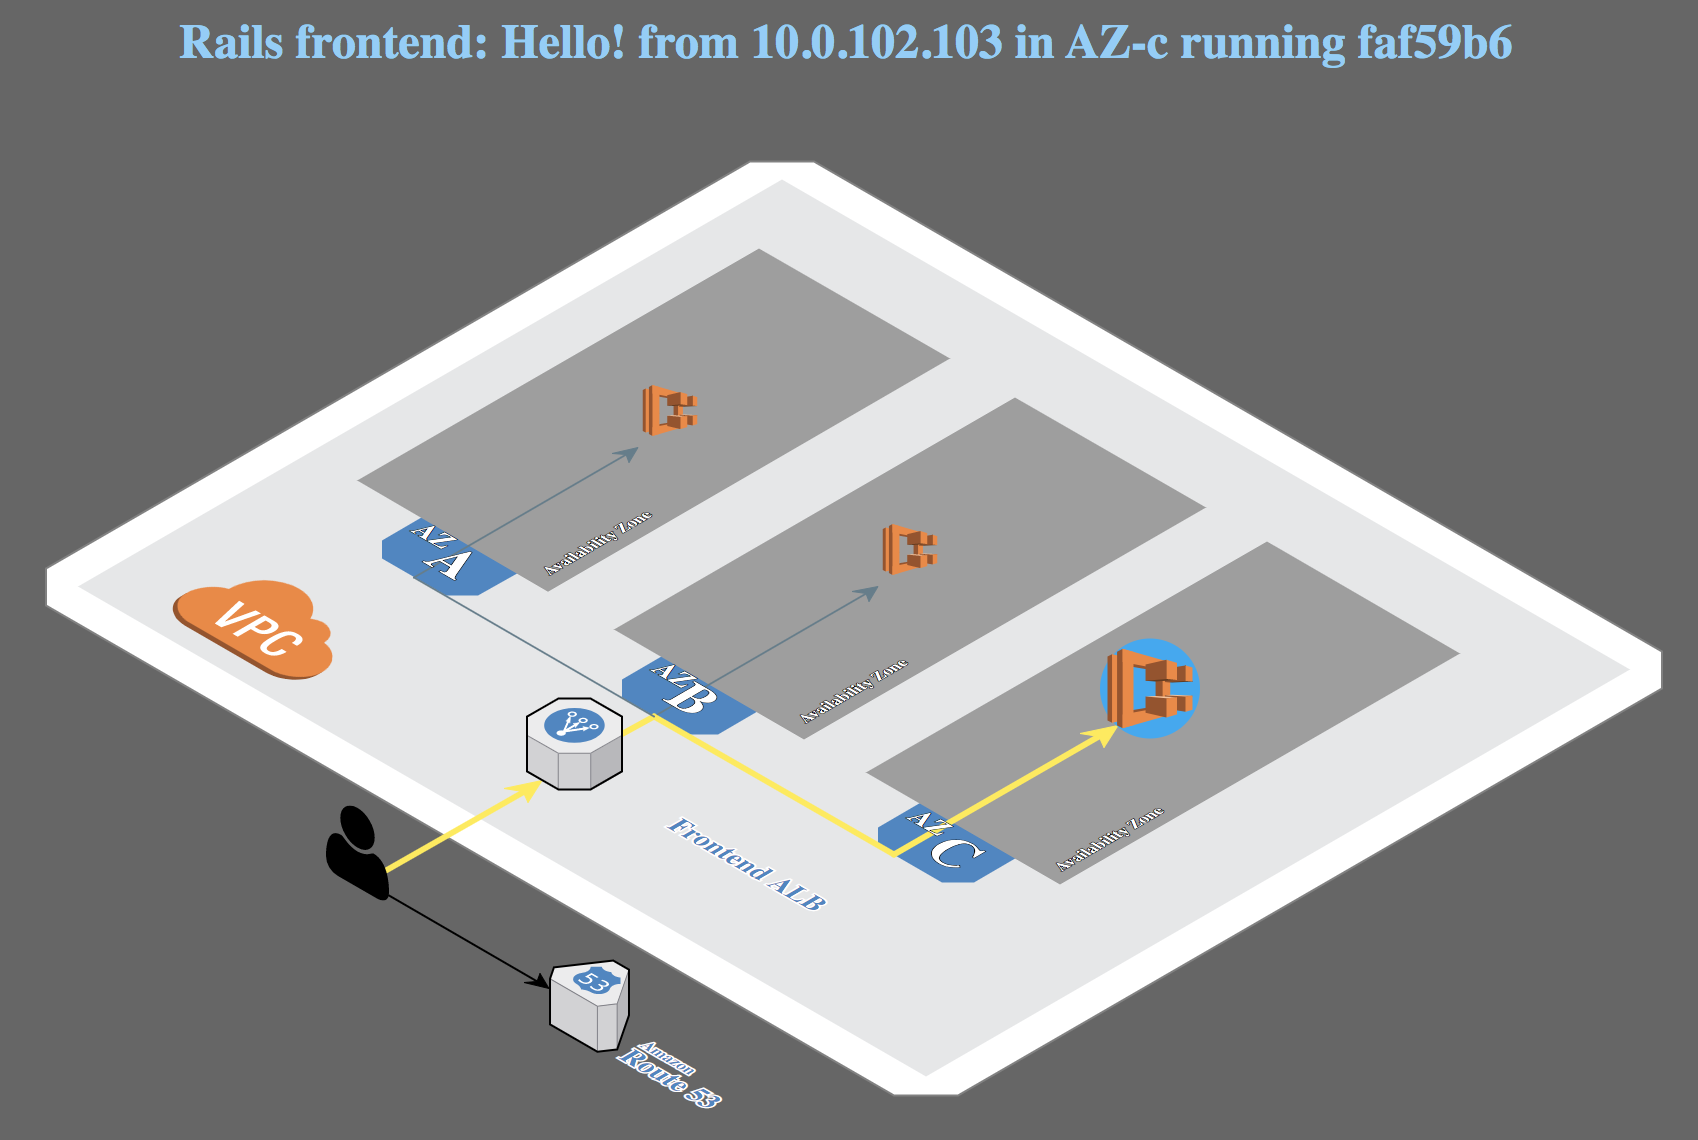 Rails frontend: Hello! from 10.0.102.103 in AZ-c running faf59b6
AZ
A
Availability Zone
VPC
AZ
B
Availability Zone
AZ
C
Availability Zone
Frontend ALB
53
Amazon
Route 53